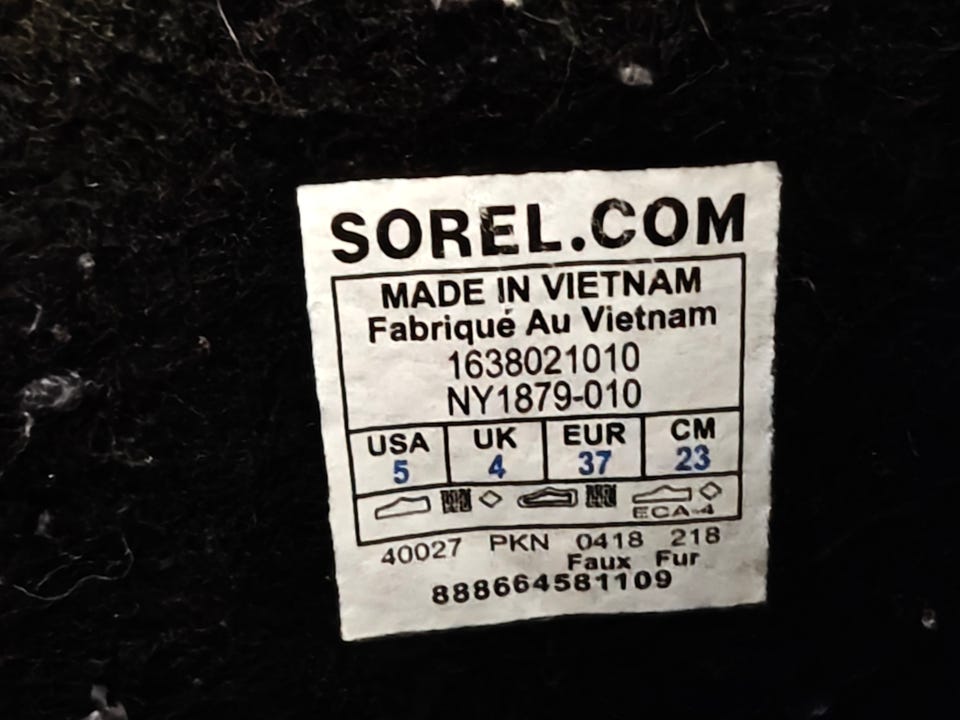 SOREL.COM
MADE IN VIETNAM
Fabriqué Au Vietnam
1638021010
NY1879-010
USA UK EUR CM
5 4 37 23
ECA-4
40027 PKN 0418 218
Faux Fur
888664581109